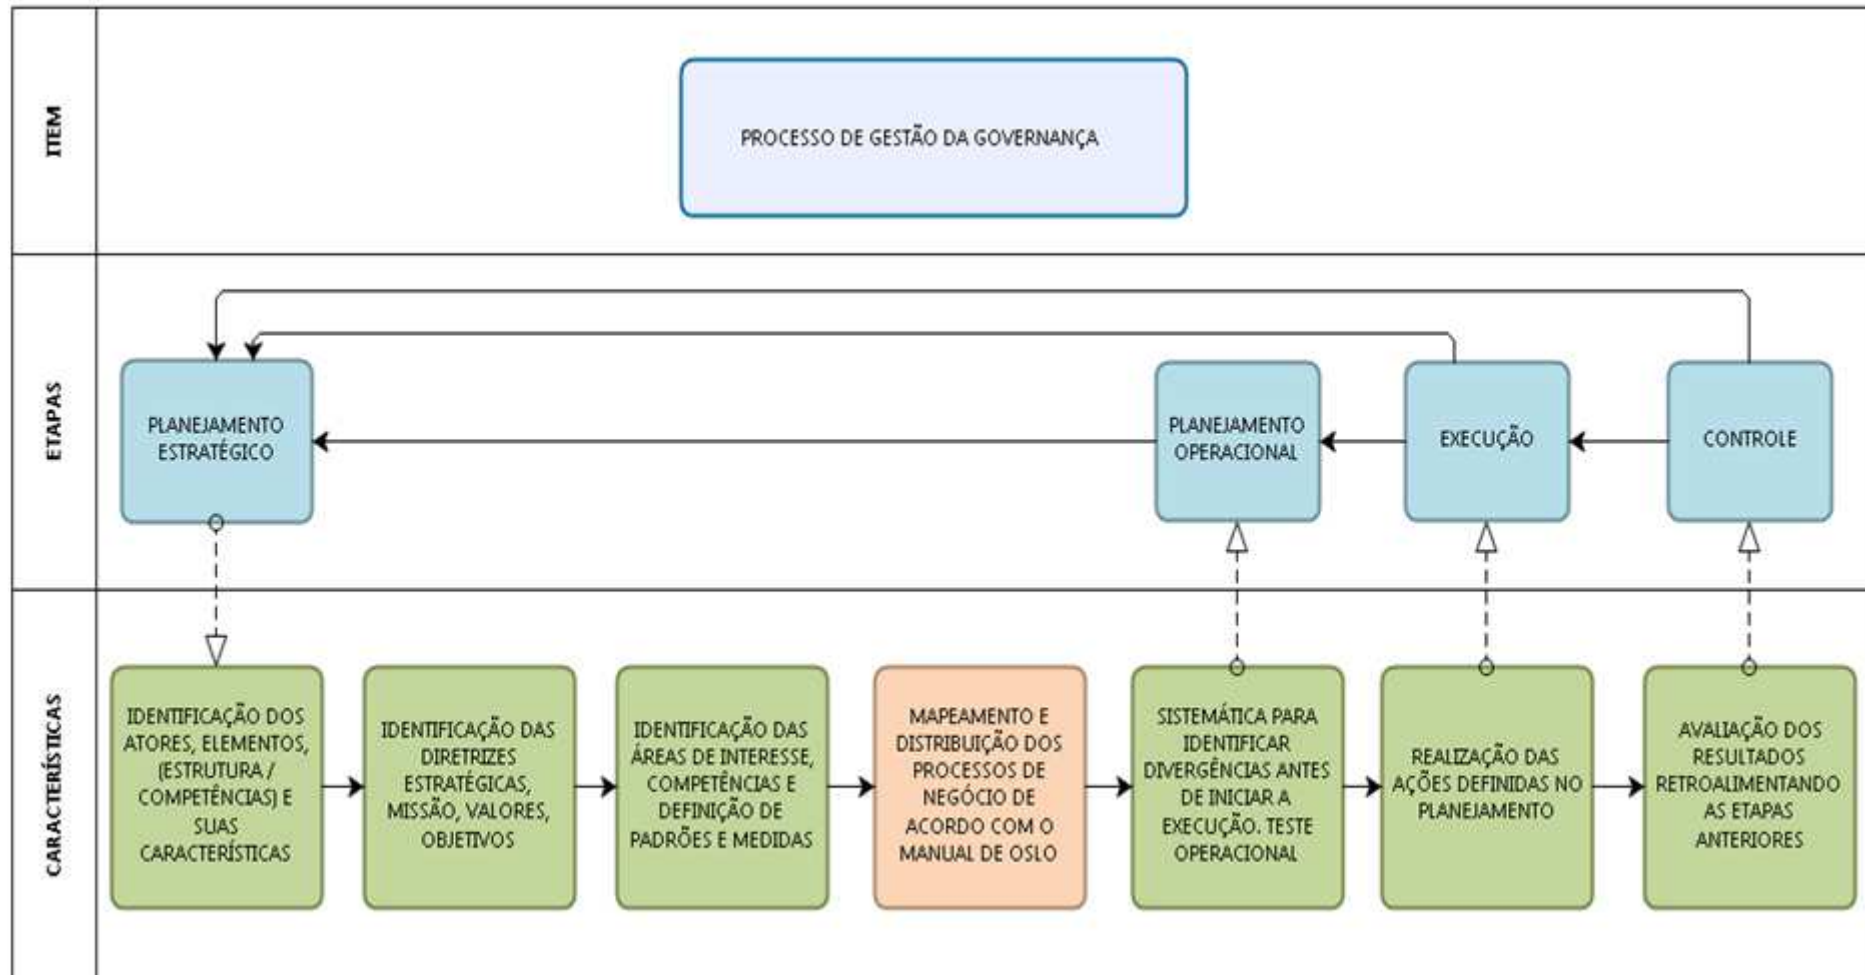 ITEM
PROCESSO DE GESTÃO DA GOVERNANÇA
ETAPAS
PLANEJAMENTO
ESTRATÉGICO
PLANEJAMENTO
OPERACIONAL
EXECUÇÃO
CONTROLE
CARACTERÍSTICAS
IDENTIFICAÇÃO DOS
ATORES, ELEMENTOS,
(ESTRUTURA /
COMPETÊNCIAS) E
SUAS
CARACTERÍSTICAS
IDENTIFICAÇÃO DAS
DIRETRIZES
ESTRATÉGICAS,
MISSÃO, VALORES,
OBJETIVOS
IDENTIFICAÇÃO DAS
ÁREAS DE INTERESSE,
COMPETÊNCIAS E
DEFINIÇÃO DE
PADRÕES E MEDIDAS
MAPEAMENTO E
DISTRIBUIÇÃO DOS
PROCESSOS DE
NEGÓCIO DE
ACORDO COM O
MANUAL DE OSLO
SISTEMÁTICA PARA
IDENTIFICAR
DIVERGÊNCIAS ANTES
DE INICIAR A
EXECUÇÃO. TESTE
OPERACIONAL
REALIZAÇÃO DAS
AÇÕES DEFINIDAS NO
PLANEJAMENTO
AVALIAÇÃO DOS
RESULTADOS
RETROALIMENTANDO
AS ETAPAS
ANTERIORES